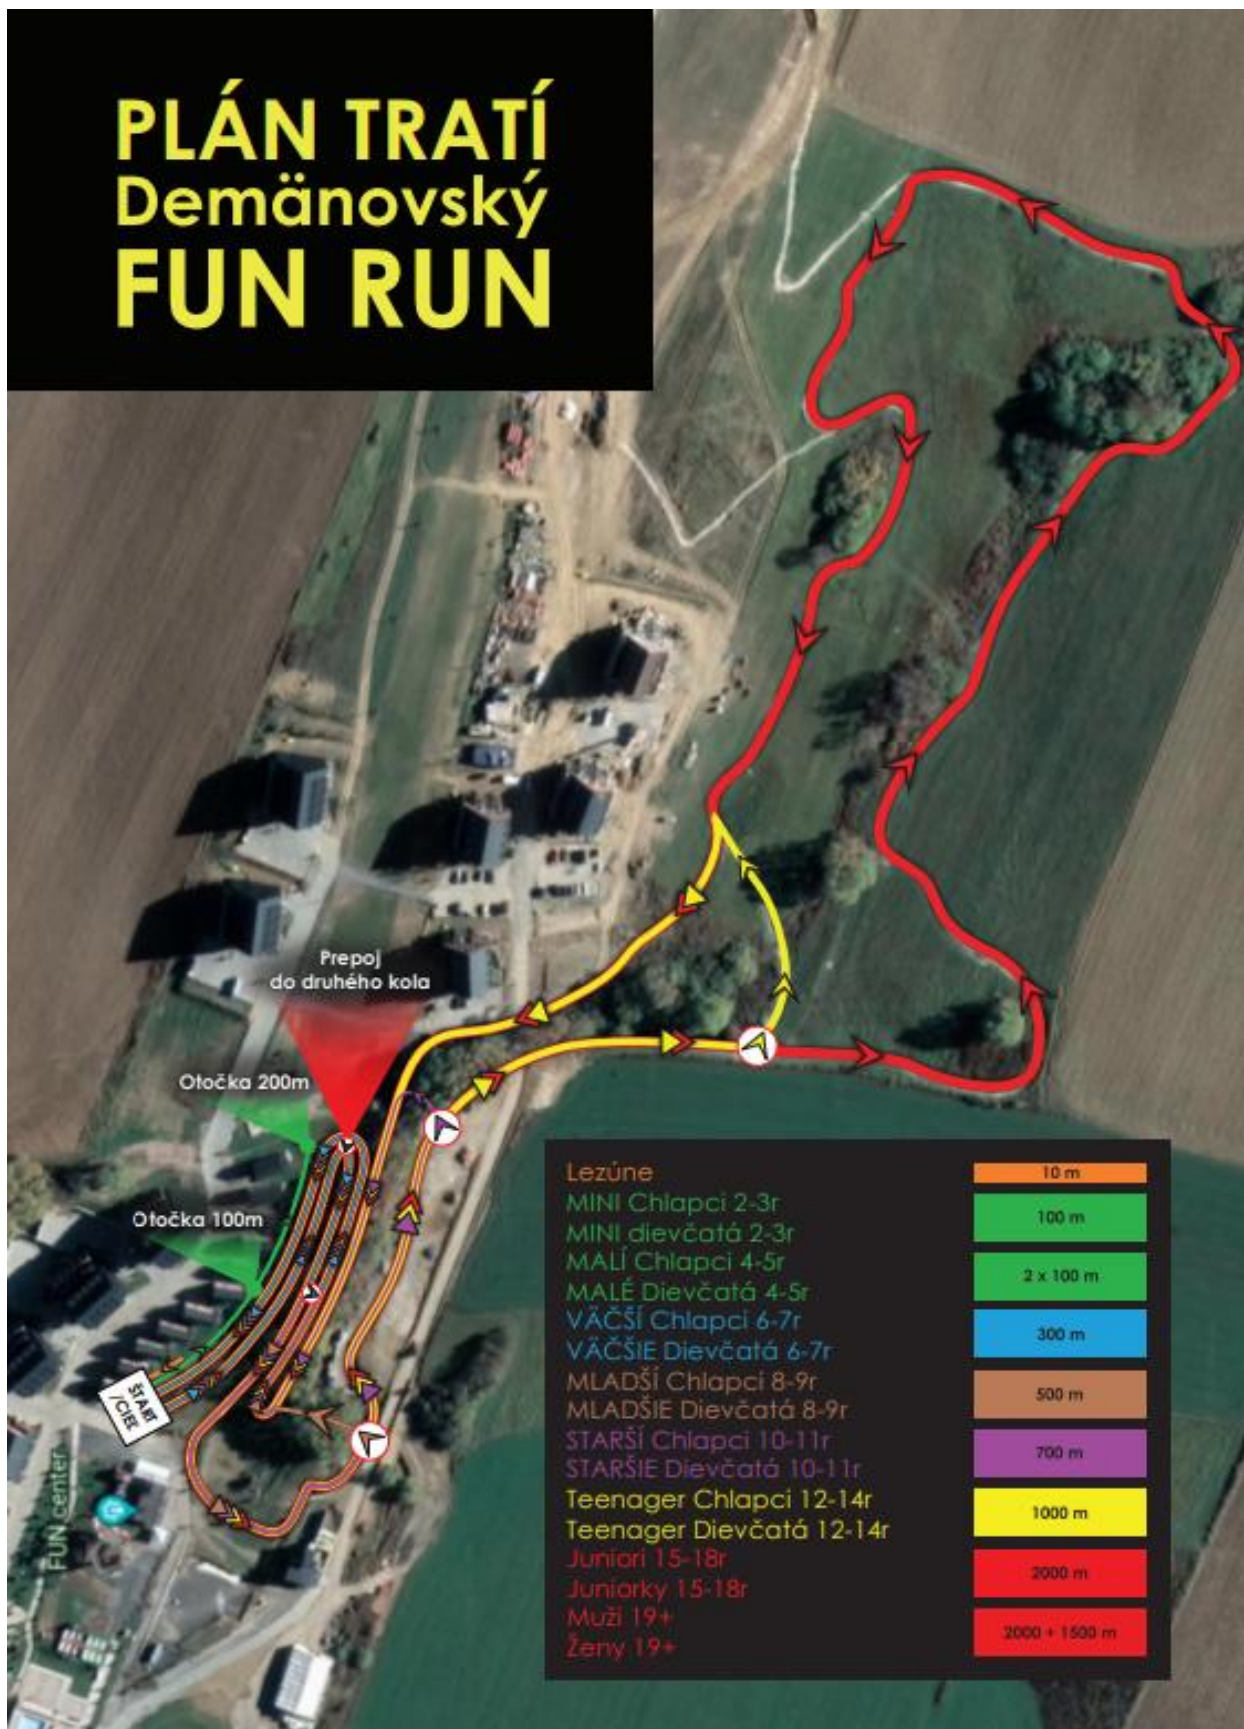 PLÁN TRATÍ
Demänovský
FUN RUN
Prepoj
do druhého kola
Otočka 200m
Otočka 100m
ŠTART
/CIEĽ
FUN center
Lezúne 10 m
MINI Chlapci 2-3r
MINI dievčatá 2-3r
100 m
MALÍ Chlapci 4-5r
MALÉ Dievčatá 4-5r
2 x 100 m
VÄČŠÍ Chlapci 6-7r
VÄČŠIE Dievčatá 6-7r
300 m
MLADŠÍ Chlapci 8-9r
MLADŠIE Dievčatá 8-9r
500 m
STARŠÍ Chlapci 10-11r
STARŠIE Dievčatá 10-11r
700 m
Teenager Chlapci 12-14r
Teenager Dievčatá 12-14r
1000 m
Juniori 15-18r
Juniorky 15-18r
2000 m
Muži 19+
Ženy 19+
2000 + 1500 m